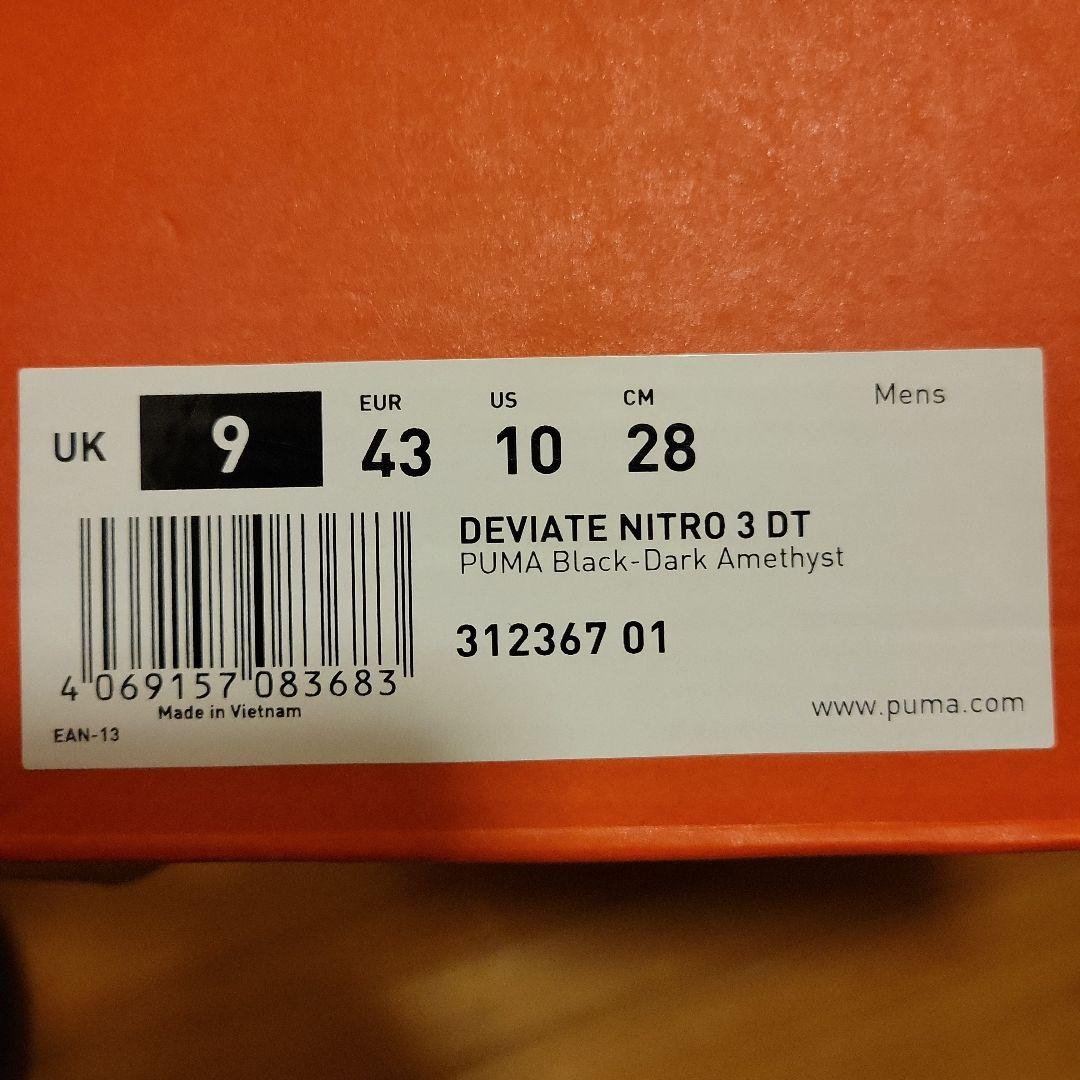 UK 9 EUR 43 US 10 CM 28 Mens
DEVIATE NITRO 3 DT
PUMA Black-Dark Amethyst
312367 01
4 069157 083683
Made in Vietnam
EAN-13
www.puma.com